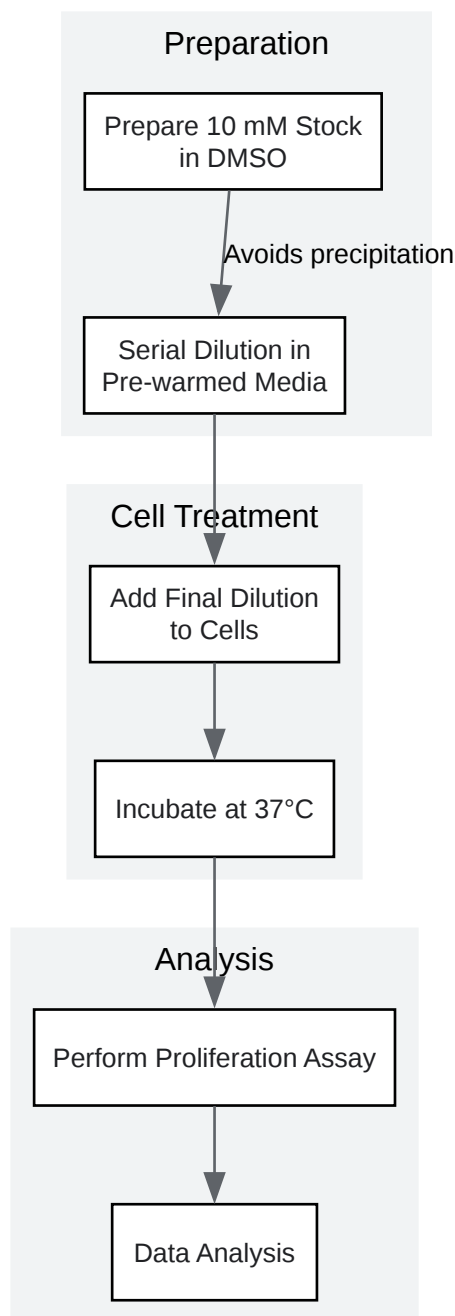 Preparation
Prepare 10 mM Stock
in DMSO
Avoids precipitation
Serial Dilution in
Pre-warmed Media
Cell Treatment
Add Final Dilution
to Cells
Incubate at 37°C
Analysis
Perform Proliferation Assay
Data Analysis